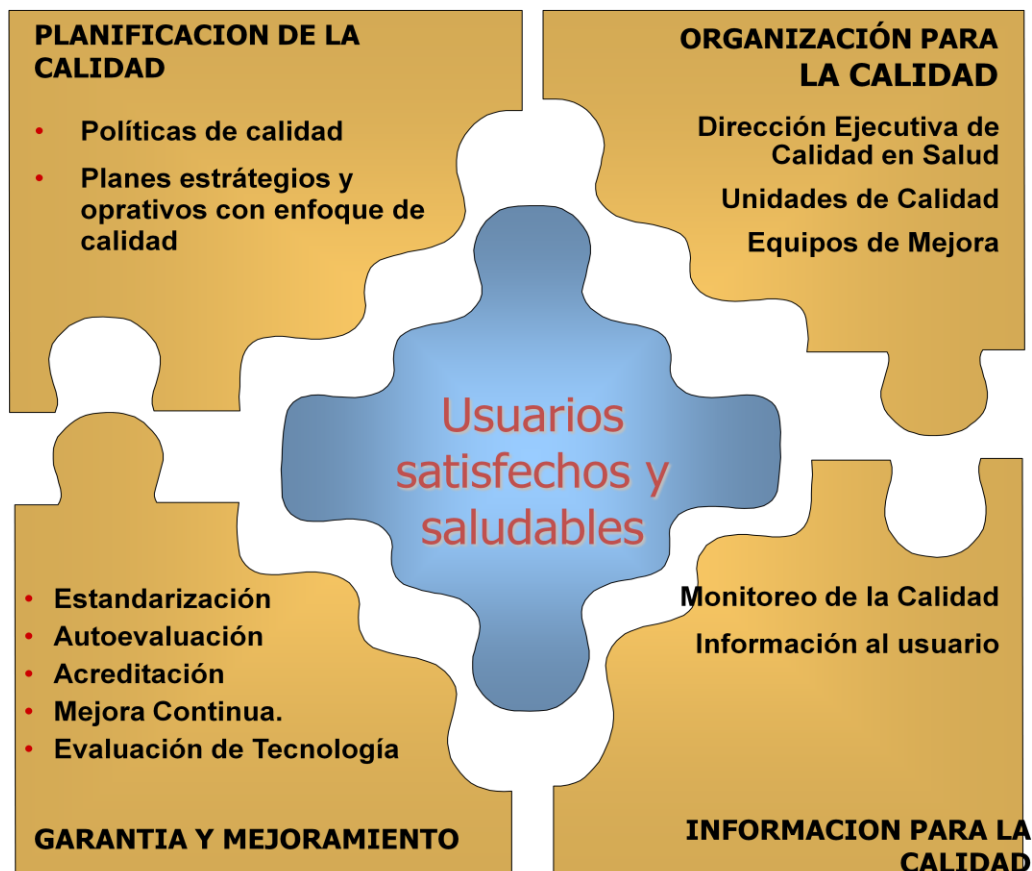 PLANIFICACION DE LA
CALIDAD
• Políticas de calidad
• Planes estrátegios y
oprativos con enfoque de
calidad
ORGANIZACIÓN PARA
LA CALIDAD
Dirección Ejecutiva de
Calidad en Salud
Unidades de Calidad
Equipos de Mejora
Usuarios
satisfechos y
saludables
• Estandarización
• Autoevaluación
• Acreditación
• Mejora Continua.
• Evaluación de Tecnología
GARANTIA Y MEJORAMIENTO
Monitoreo de la Calidad
Información al usuario
INFORMACION PARA LA
CALIDAD